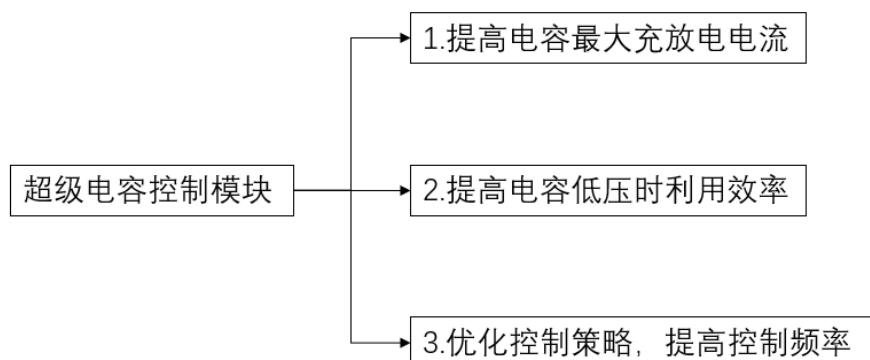 1.提高电容最大充放电电流
超级电容控制模块
2.提高电容低压时利用效率
3.优化控制策略，提高控制频率